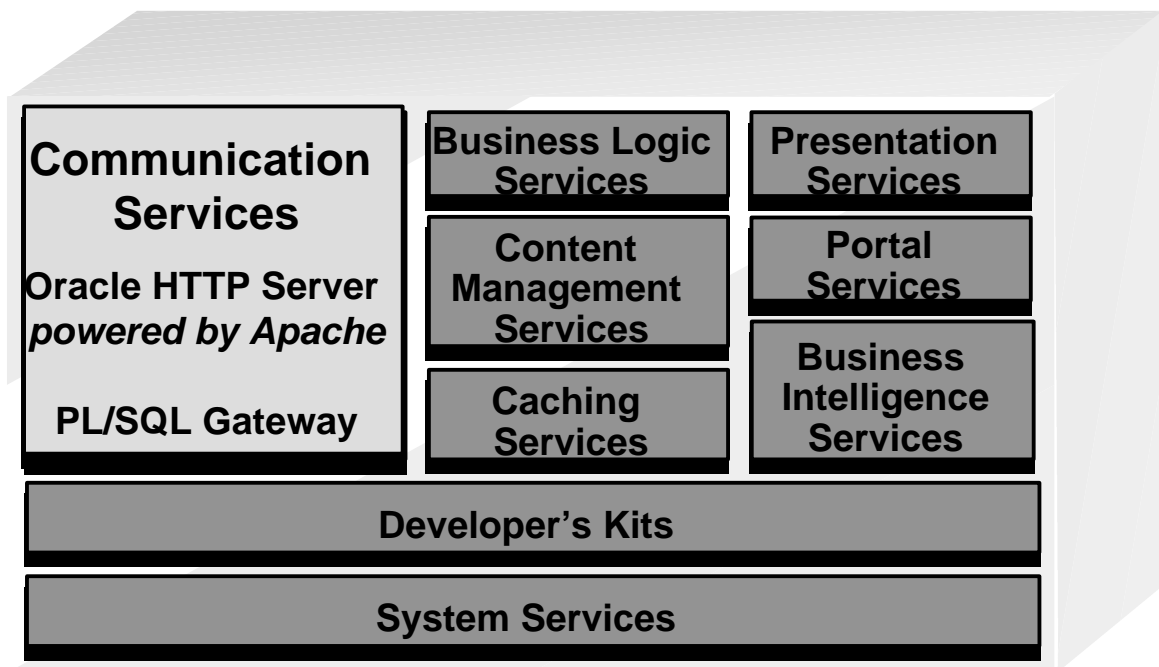 Communication
Services
Oracle HTTP Server
powered by Apache
PL/SQL Gateway
Business Logic
Services
Content
Management
Services
Caching
Services
Presentation
Services
Portal
Services
Business
Intelligence
Services
Developer’s Kits
System Services